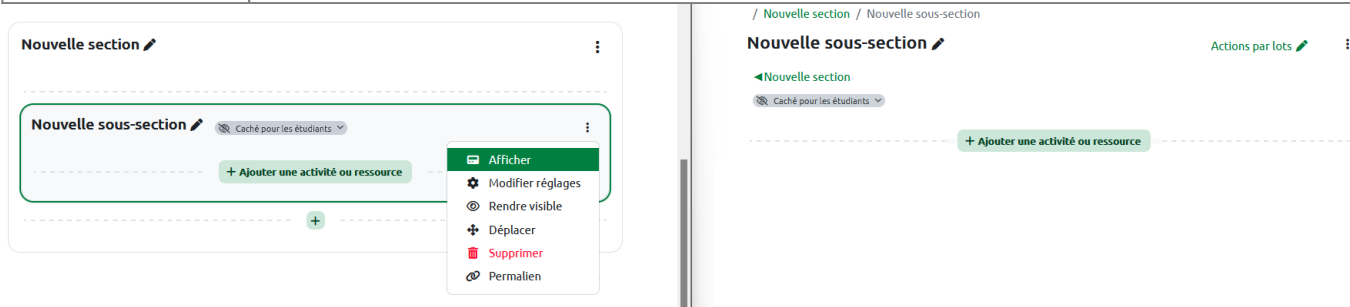 Nouvelle section
Nouvelle sous-section Caché pour les étudiants
+ Ajouter une activité ou ressource
Afficher
Modifier réglages
Rendre visible
Déplacer
Supprimer
Permalien
+
/ Nouvelle section / Nouvelle sous-section
Nouvelle sous-section
Actions par lots
◄Nouvelle section
Caché pour les étudiants
+ Ajouter une activité ou ressource